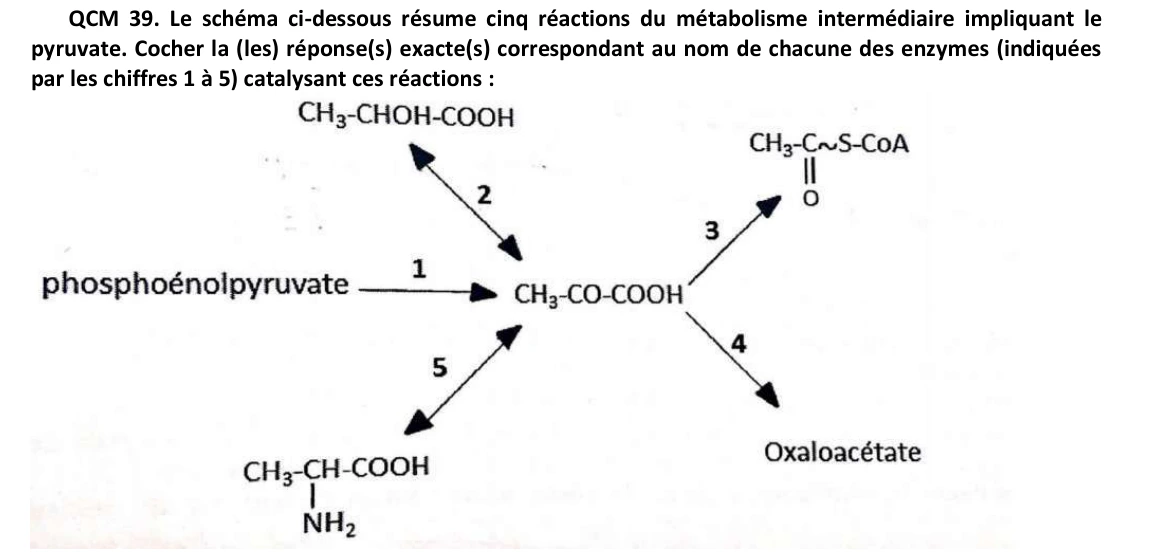 QCM 39. Le schéma ci-dessous résume cinq réactions du métabolisme intermédiaire impliquant le
pyruvate. Cocher la (les) réponse(s) exacte(s) correspondant au nom de chacune des enzymes (indiquées
par les chiffres 1 à 5) catalysant ces réactions :
CH₃-CHOH-COOH
CH₃-C~S-CoA
||
O
2
3
1
phosphoénolpyruvate
CH₃-CO-COOH
4
5
Oxaloacétate
CH₃-CH-COOH
|
NH₂